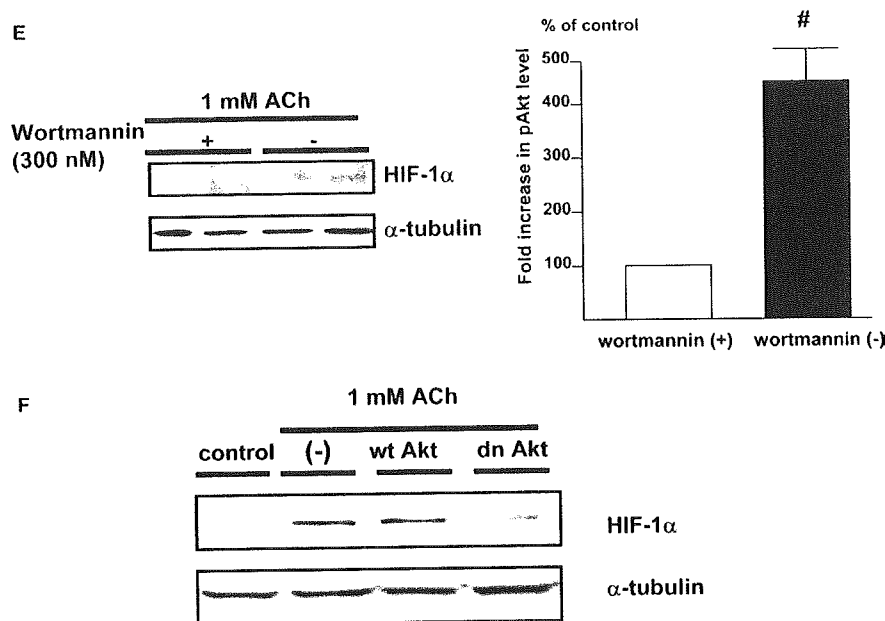 E
1 mM ACh
Wortmannin
(300 nM)
+ -
HIF-1α
α-tubulin
% of control
#
Fold increase in pAkt level
500
400
300
200
100
wortmannin (+) wortmannin (-)
F
1 mM ACh
control (-) wt Akt dn Akt
HIF-1α
α-tubulin